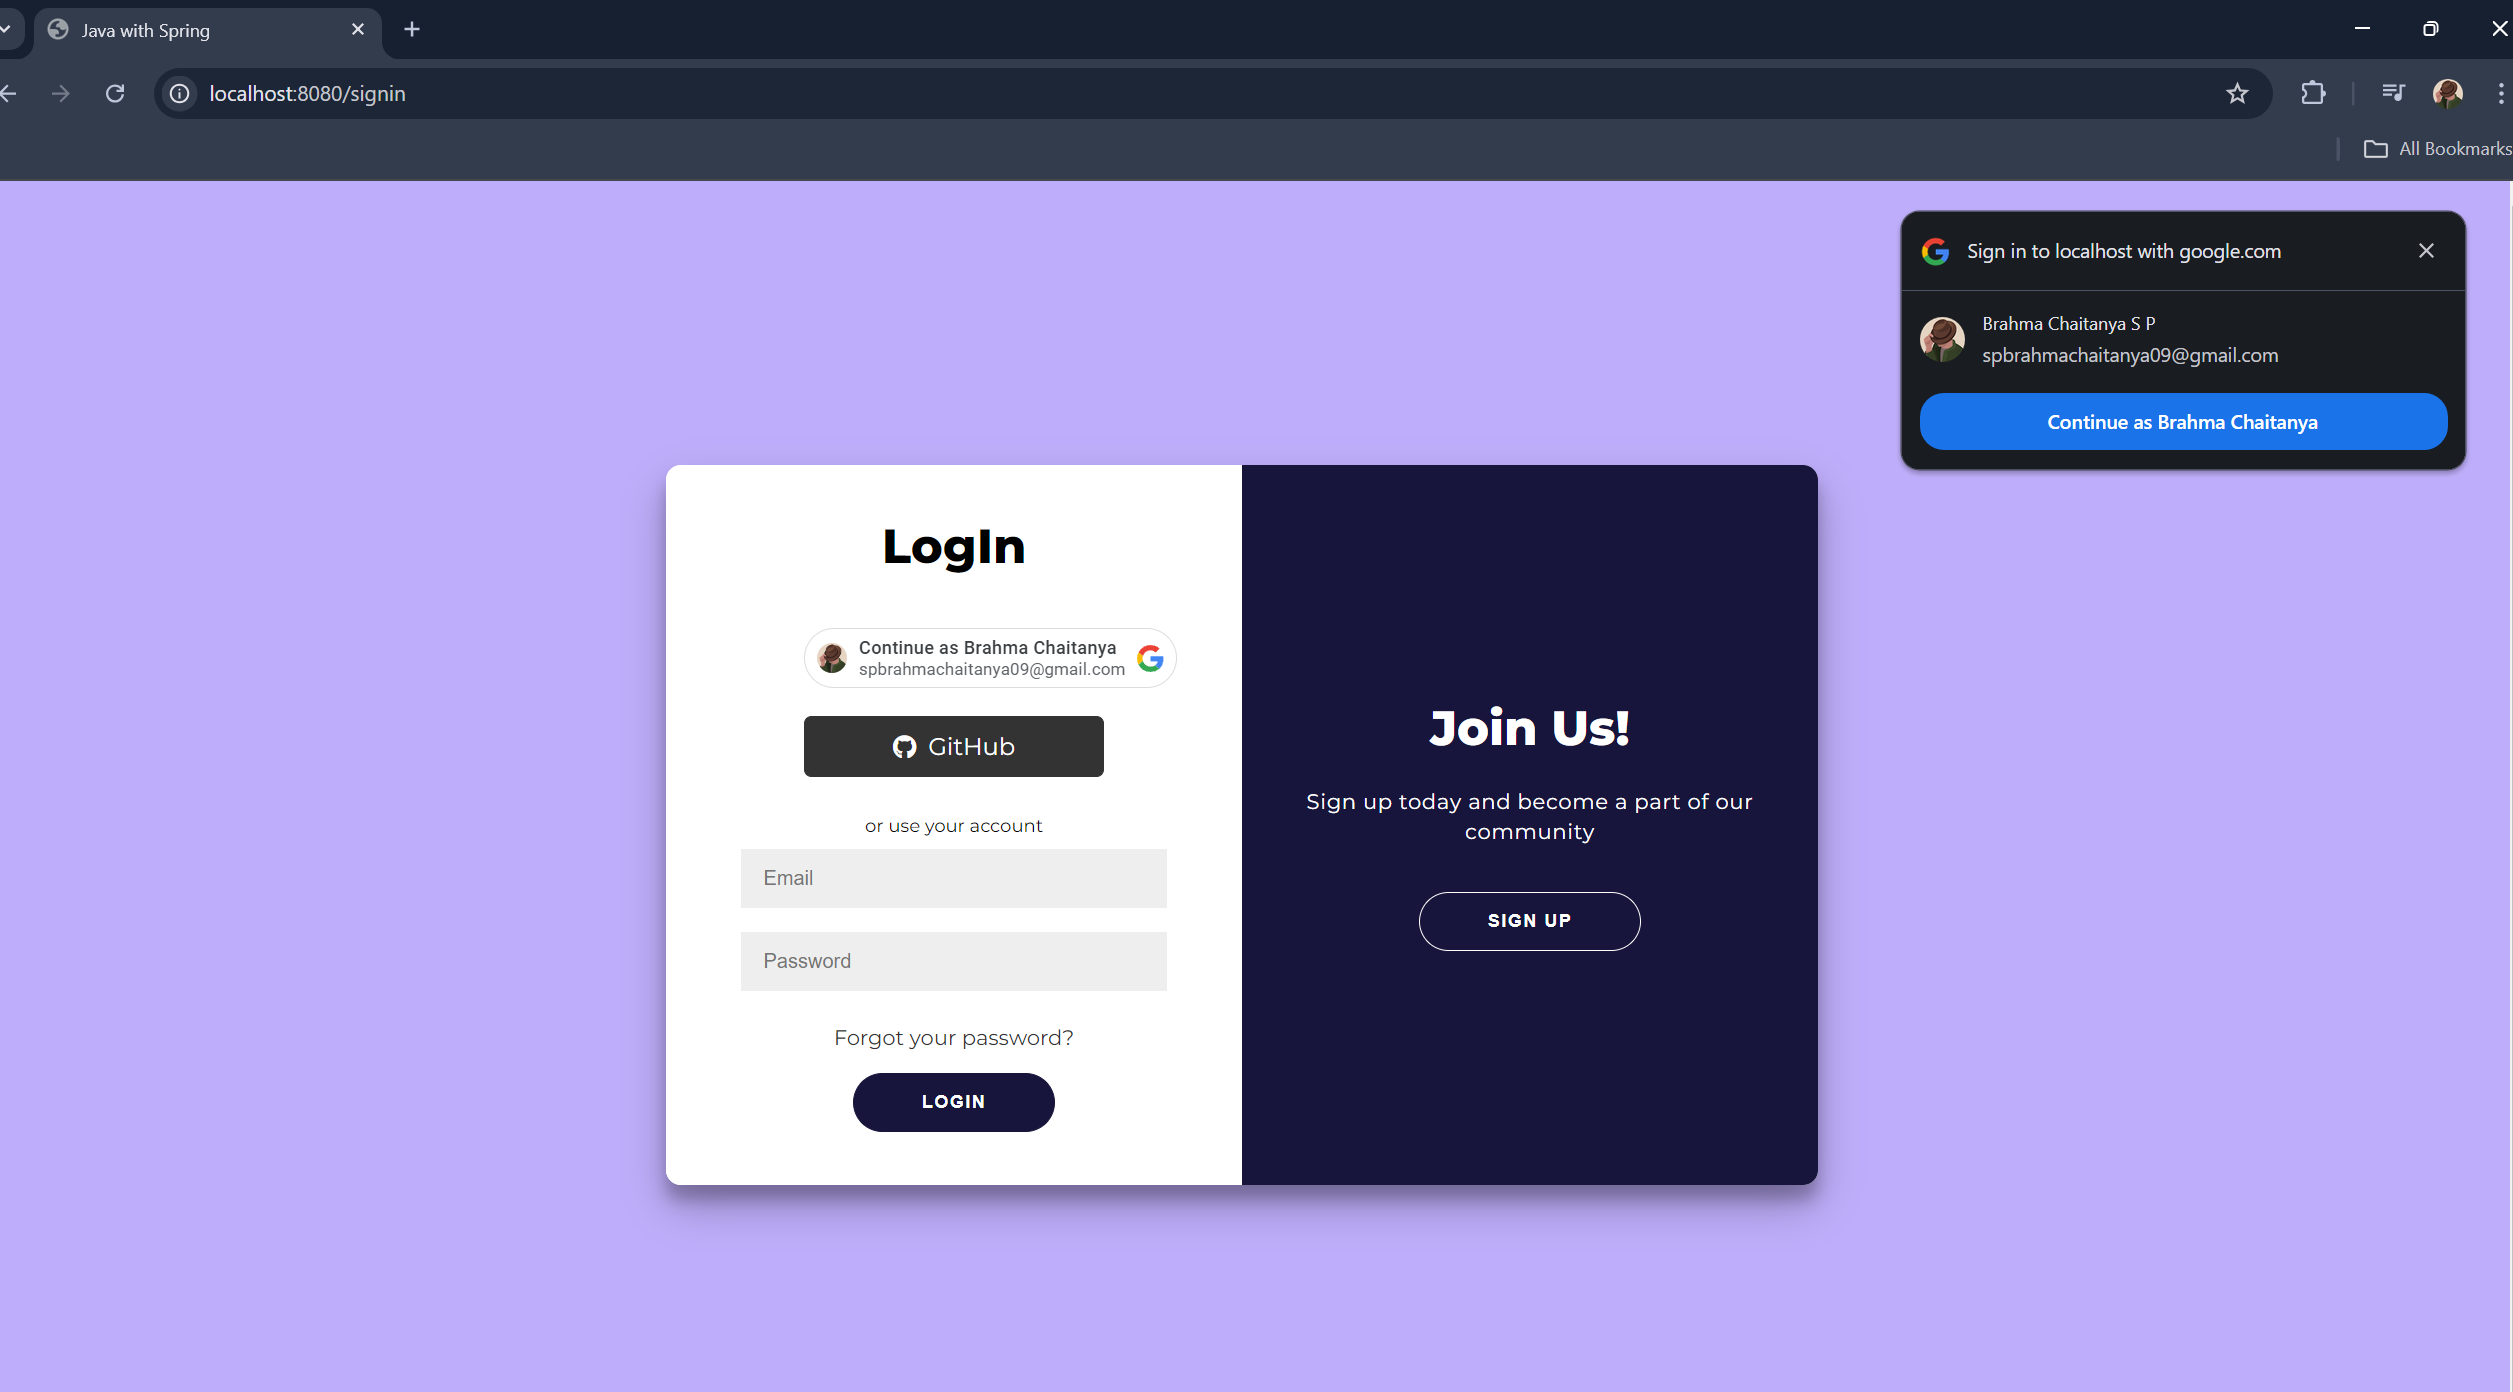 Java with Spring
localhost:8080/signin
All Bookmarks
Sign in to localhost with google.com
Brahma Chaitanya S P
spbrahmachaitanya09@gmail.com
Continue as Brahma Chaitanya
LogIn
Continue as Brahma Chaitanya
spbrahmachaitanya09@gmail.com
GitHub
or use your account
Email
Password
Forgot your password?
LOGIN
Join Us!
Sign up today and become a part of our
community
SIGN UP